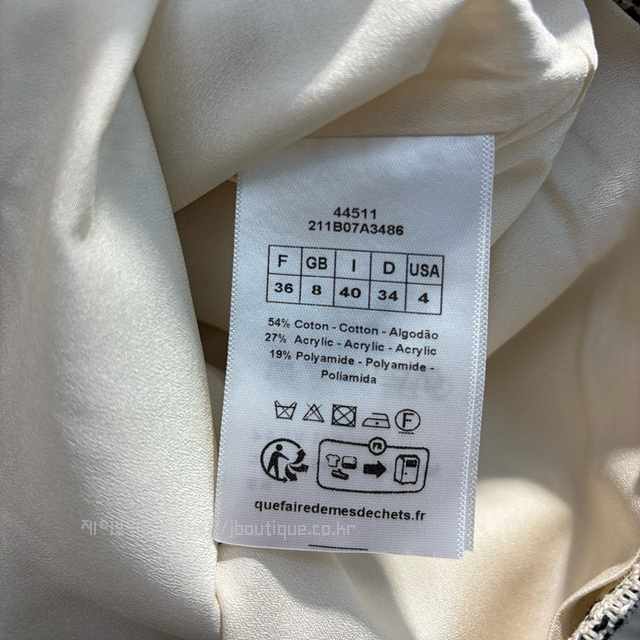 44511
211B07A3486
F GB I D USA
36 8 40 34 4
54% Coton - Cotton - Algodão
27% Acrylic - Acrylic - Acrylic
19% Polyamide - Polyamide -
Poliamida
F
FR
quefairedemesdechets.fr
jboutique.co.kr